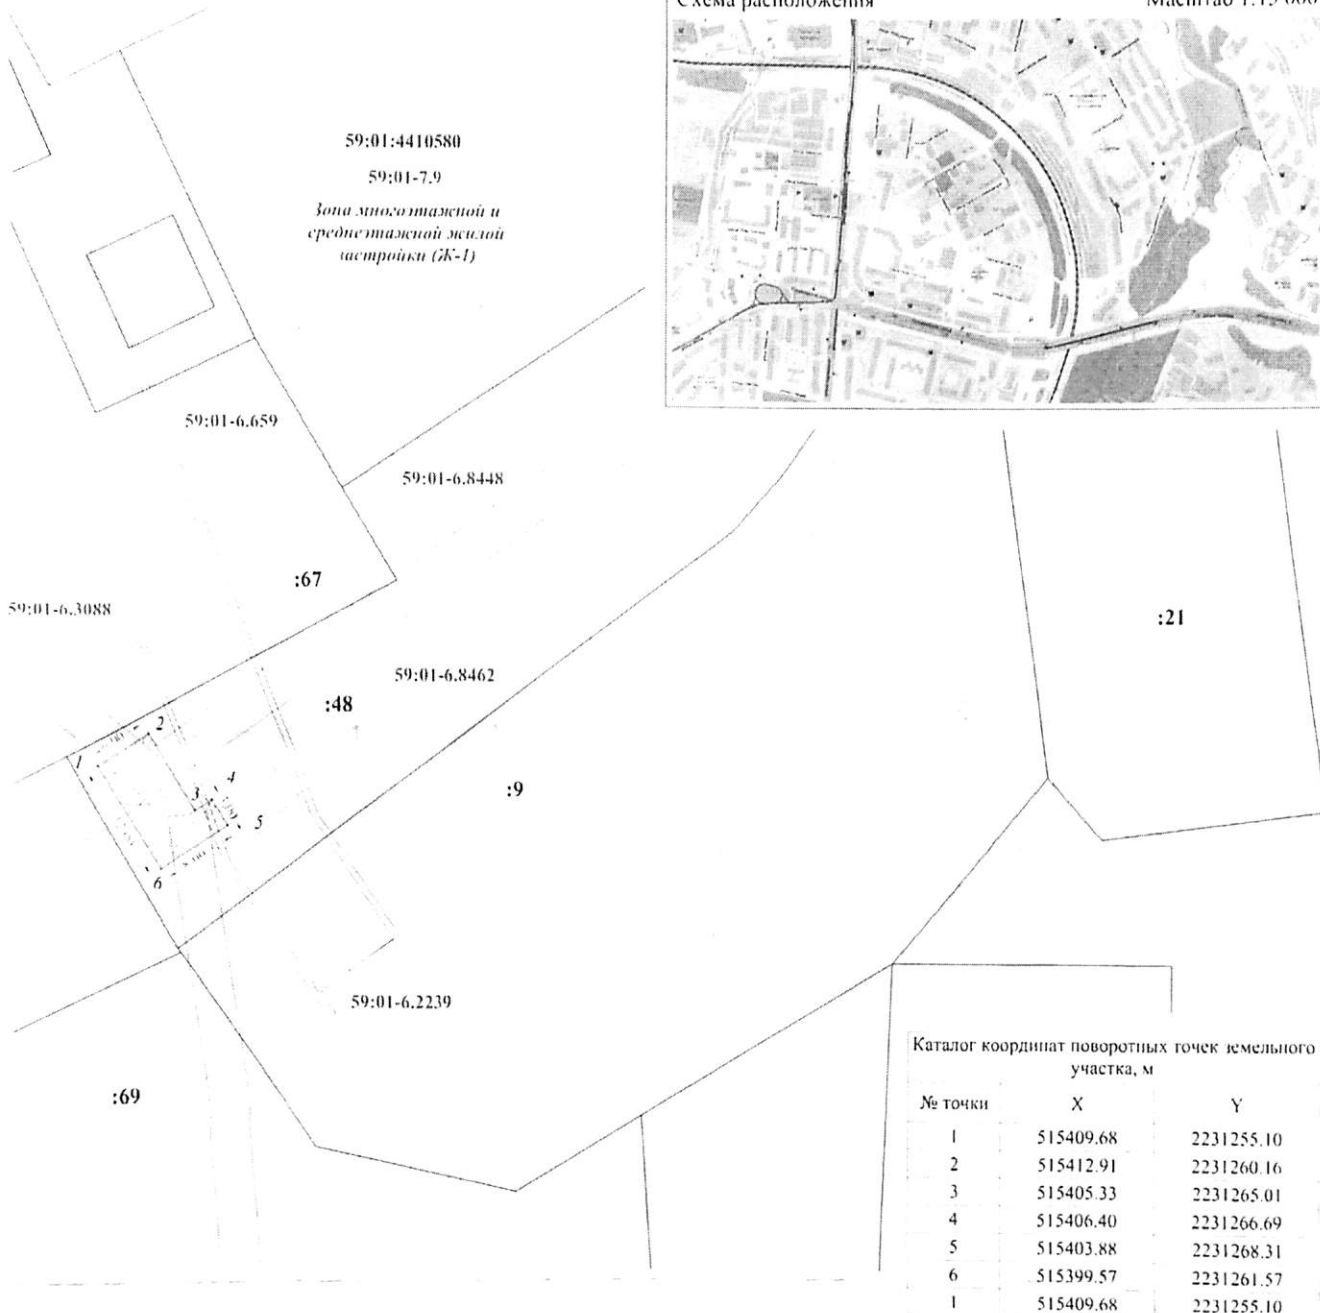 Схема расположения Масштаб 1:15 000
59:01:4410580
59:01-7.9
Зона многоэтажной и
среднеэтажной жилой
застройки (Ж-1)
59:01-6.659
59:01-6.8448
:67
59:01-6.3088
:21
59:01-6.8462
:48
2
1
4
3
:9
5
6
59:01-6.2239
:69
Каталог координат поворотных точек земельного
участка, м
№ точки X Y
1 515409.68 2231255.10
2 515412.91 2231260.16
3 515405.33 2231265.01
4 515406.40 2231266.69
5 515403.88 2231268.31
6 515399.57 2231261.57
1 515409.68 2231255.10